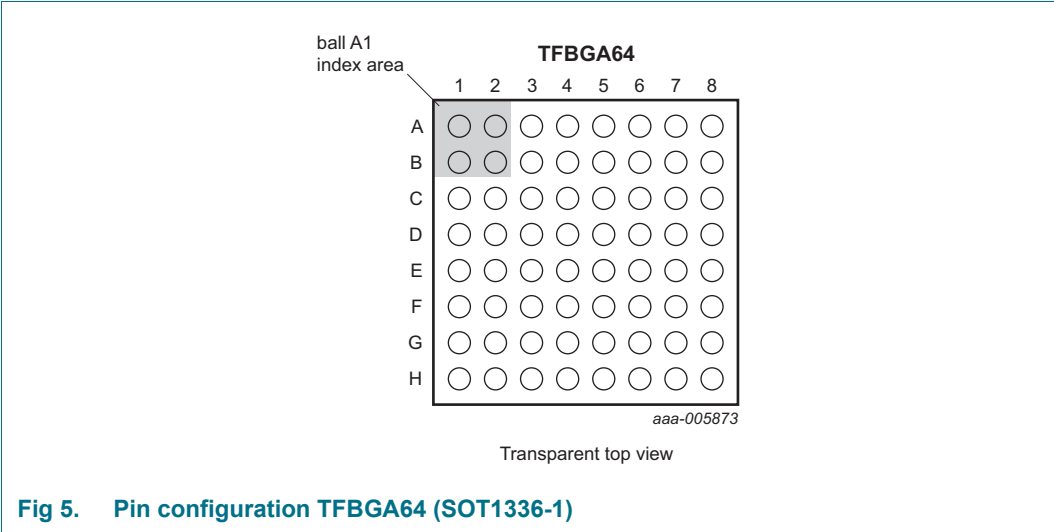 ball A1
index area
TFBGA64
1 2 3 4 5 6 7 8
A
B
C
D
E
F
G
H
aaa-005873
Transparent top view
Fig 5. Pin configuration TFBGA64 (SOT1336-1)